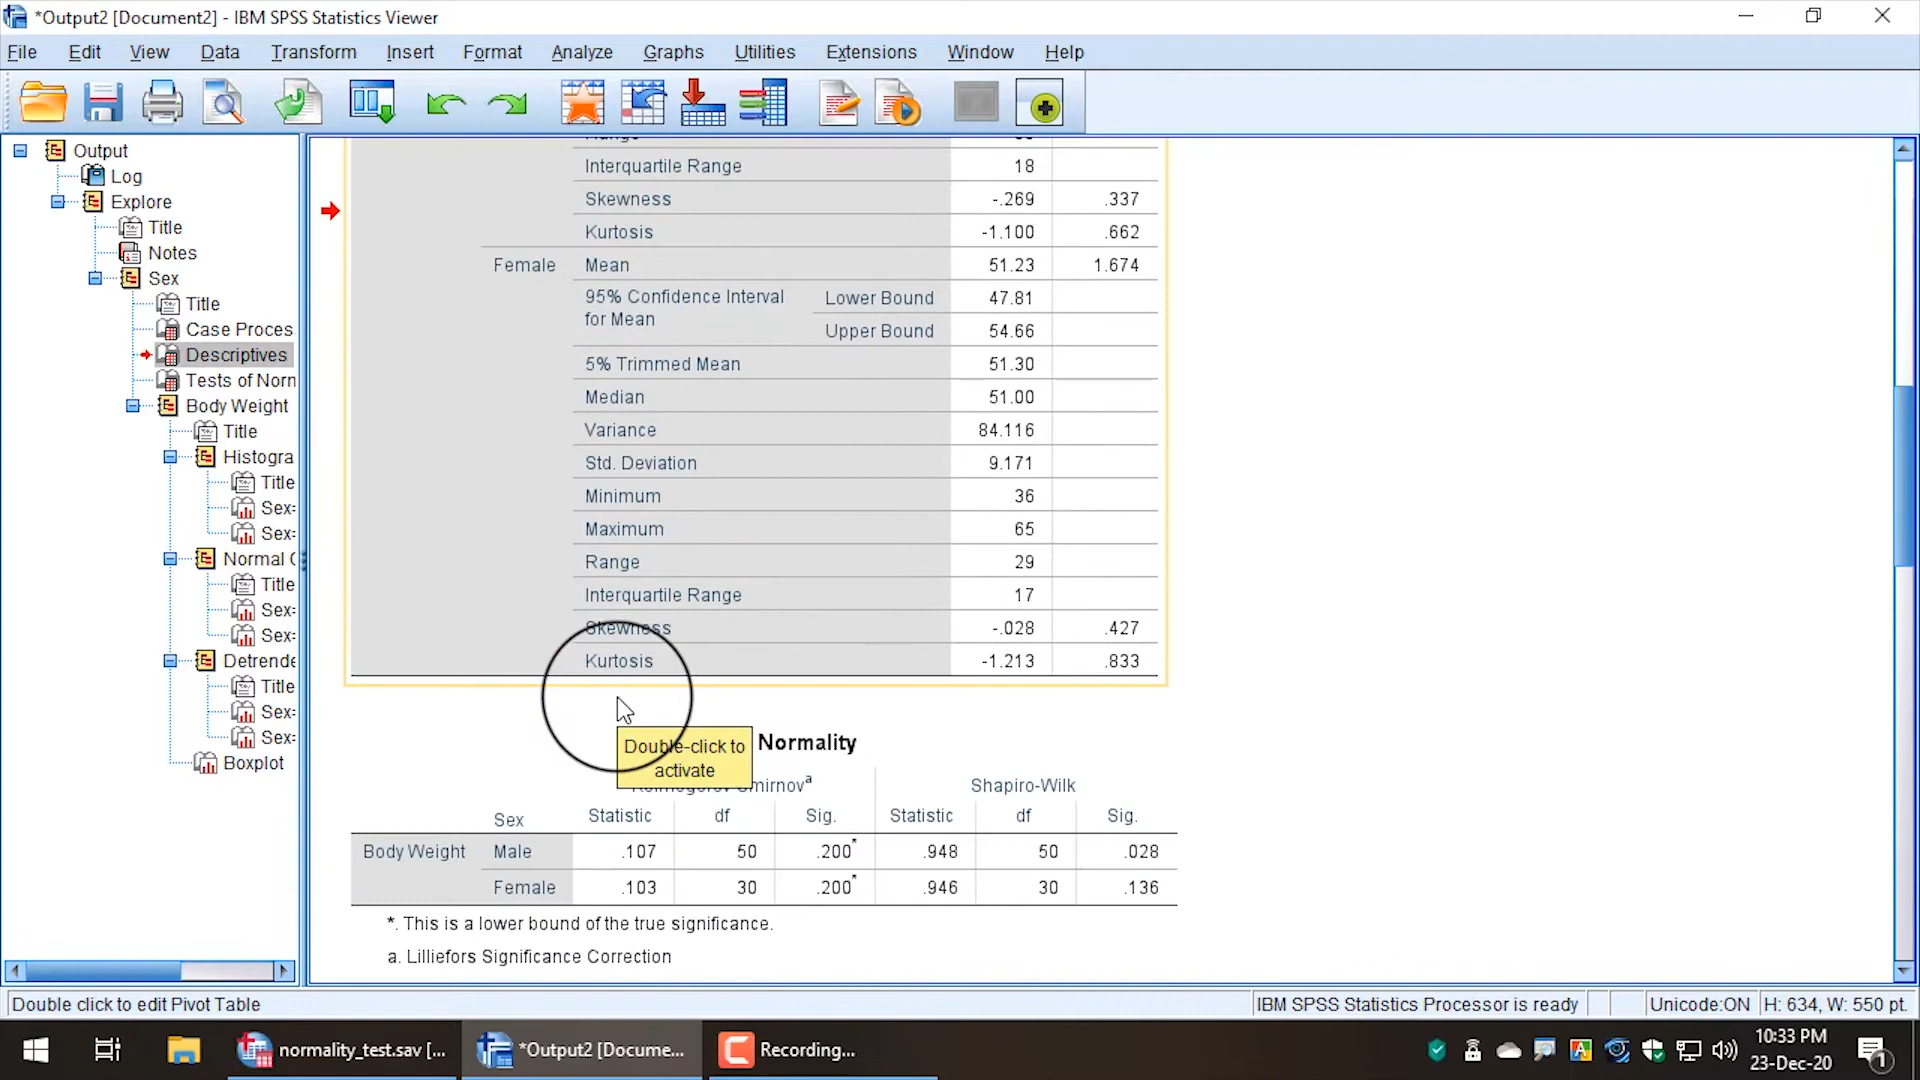 *Output2 [Document2] - IBM SPSS Statistics Viewer
File Edit View Data Transform Insert Format Analyze Graphs Utilities Extensions Window Help
Output
Log
Explore
Title
Notes
Sex
Title
Case Proces
Descriptives
Tests of Norn
Body Weight
Title
Histogra
Title
Sex=
Sex=
Normal
Title
Sex=
Sex=
Detrende
Title
Sex=
Sex=
Boxplot
Interquartile Range 18
Skewness -.269 .337
Kurtosis -1.100 .662
Female Mean 51.23 1.674
95% Confidence Interval for Mean Lower Bound 47.81
Upper Bound 54.66
5% Trimmed Mean 51.30
Median 51.00
Variance 84.116
Std. Deviation 9.171
Minimum 36
Maximum 65
Range 29
Interquartile Range 17
Skewness -.028 .427
Kurtosis -1.213 .833
Double-click to
activate
Normality
Smirnovª Shapiro-Wilk
Sex Statistic df Sig. Statistic df Sig.
Body Weight Male .107 50 .200* .948 50 .028
Female .103 30 .200* .946 30 .136
*. This is a lower bound of the true significance.
a. Lilliefors Significance Correction
Double click to edit Pivot Table
IBM SPSS Statistics Processor is ready Unicode:ON H: 634, W: 550 pt.
normality_test.sav [...
*Output2 [Docume...
Recording...
10:33 PM
23-Dec-20
1